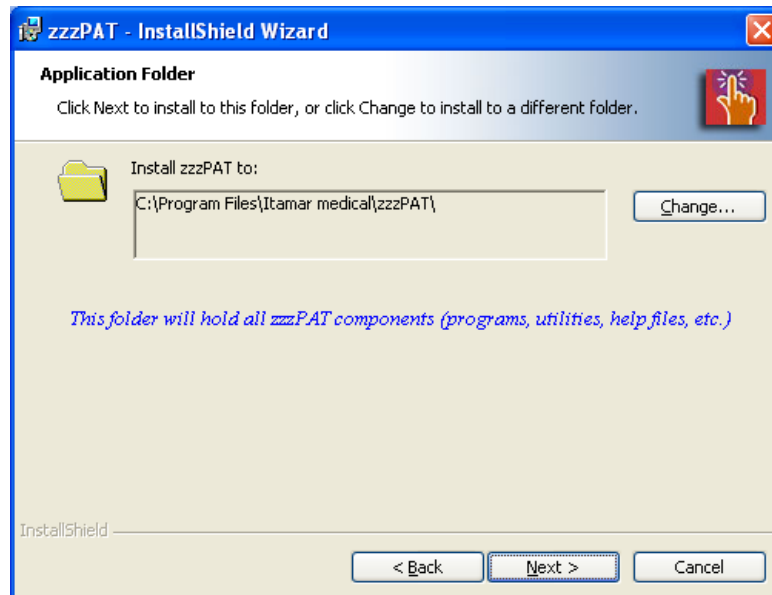 zzzPAT - InstallShield Wizard
Application Folder
Click Next to install to this folder, or click Change to install to a different folder.
Install zzzPAT to:
C:\Program Files\Itamar medical\zzzPAT\
Change...
This folder will hold all zzzPAT components (programs, utilities, help files, etc.)
InstallShield
< Back
Next >
Cancel